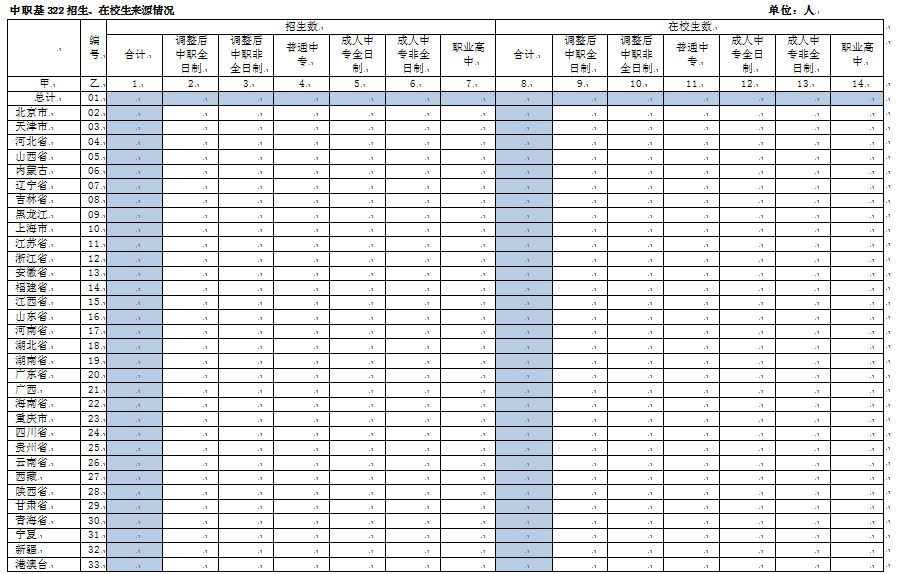 中职基 322 招生、在校生来源情况 单位：人
编号 招生数 在校生数
合计 调整后中职全日制 调整后中职非全日制 普通中专 成人中专全日制 成人中专非全日制 职业高中 合计 调整后中职全日制 调整后中职非全日制 普通中专 成人中专全日制 成人中专非全日制 职业高中
甲 乙 1 2 3 4 5 6 7 8 9 10 11 12 13 14
总计 01
北京市 02
天津市 03
河北省 04
山西省 05
内蒙古 06
辽宁省 07
吉林省 08
黑龙江 09
上海市 10
江苏省 11
浙江省 12
安徽省 13
福建省 14
江西省 15
山东省 16
河南省 17
湖北省 18
湖南省 19
广东省 20
广西 21
海南省 22
重庆市 23
四川省 24
贵州省 25
云南省 26
西藏 27
陕西省 28
甘肃省 29
青海省 30
宁夏 31
新疆 32
港澳台 33